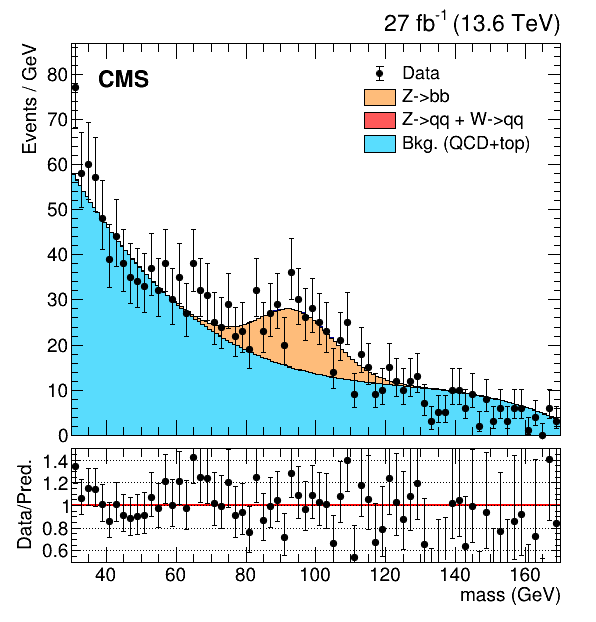 27 fb⁻¹ (13.6 TeV)
CMS
Data
Z->bb
Z->qq + W->qq
Bkg. (QCD+top)
Events / GeV
80
70
60
50
40
30
20
10
0
Data/Pred.
1.4
1.2
1
0.8
0.6
40 60 80 100 120 140 160
mass (GeV)